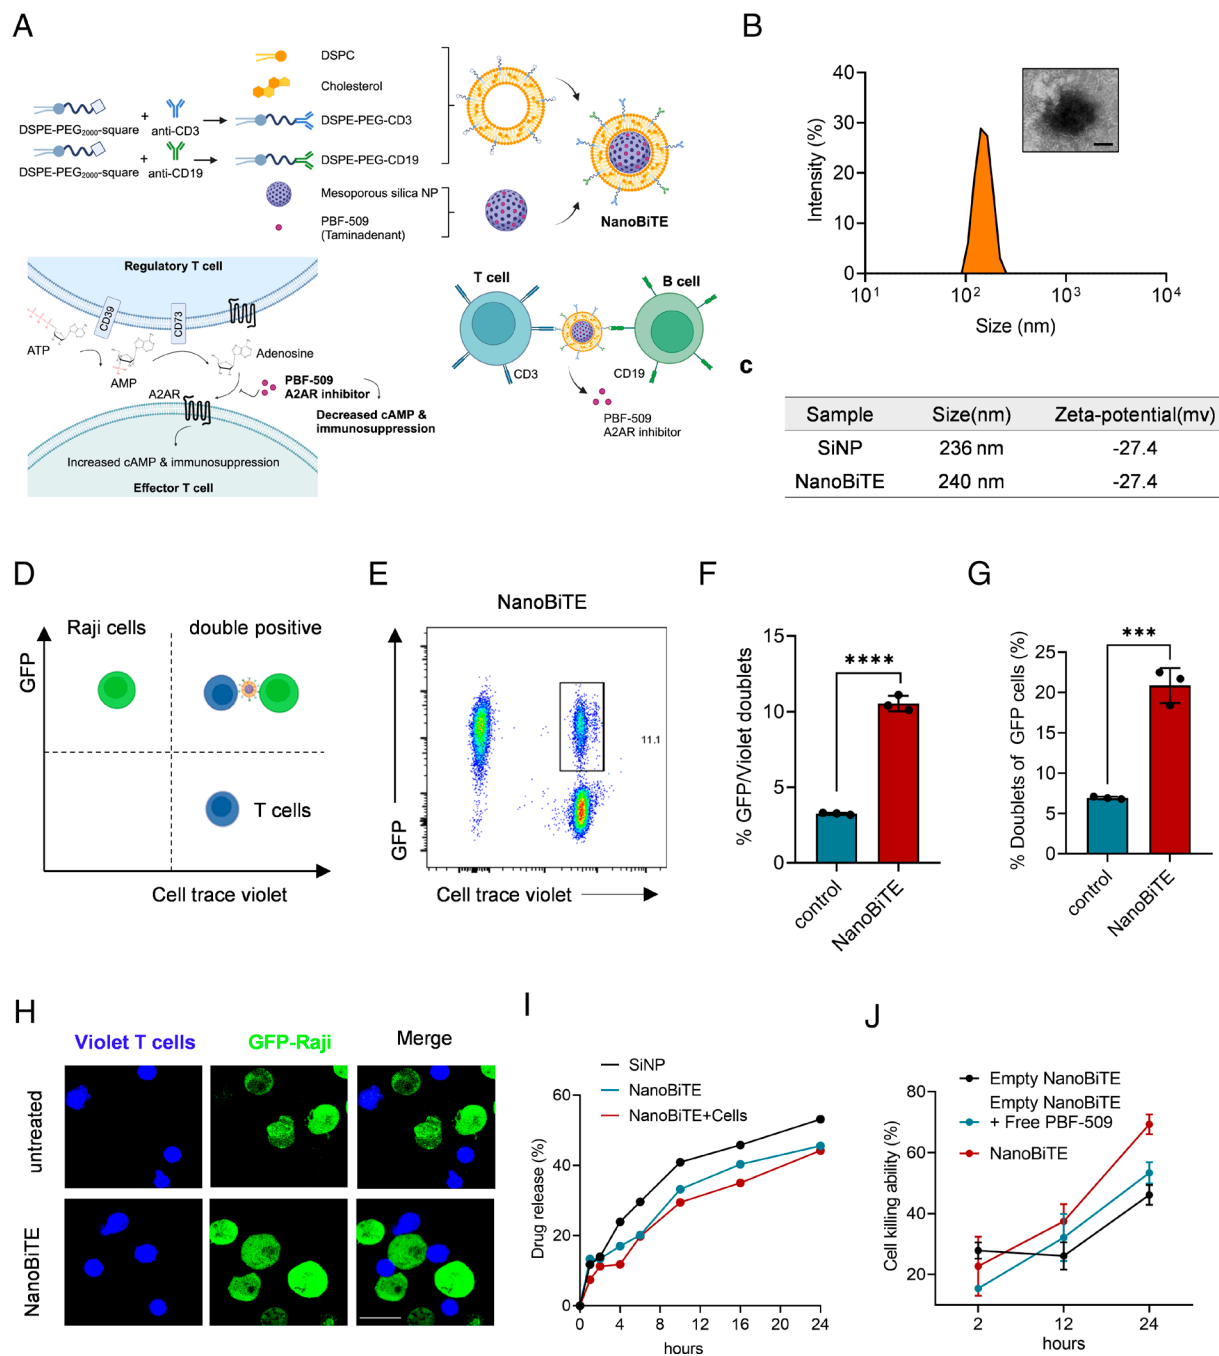 A
DSPC
Cholesterol
DSPE-PEG2000-square
+
anti-CD3
DSPE-PEG-CD3
DSPE-PEG2000-square
+
anti-CD19
DSPE-PEG-CD19
Mesoporous silica NP
PBF-509
(Taminadenant)
NanoBiTE
Regulatory T cell
CD39
CD73
ATP
AMP
Adenosine
A2AR
PBF-509
A2AR inhibitor
Decreased cAMP &
immunosuppression
Increased cAMP & immunosuppression
Effector T cell
T cell
B cell
CD3
CD19
PBF-509
A2AR inhibitor
B
Intensity (%)
40
30
20
10
0
10^1
10^2
10^3
10^4
Size (nm)
c
Sample Size(nm) Zeta-potential(mv)
SiNP 236 nm -27.4
NanoBiTE 240 nm -27.4
D
Raji cells
double positive
GFP
T cells
Cell trace violet
E
NanoBiTE
GFP
11.1
Cell trace violet
F
% GFP/Violet doublets
15
10
5
0
****
control
NanoBiTE
G
% Doublets of GFP cells (%)
25
20
15
10
5
0
***
control
NanoBiTE
H
Violet T cells
GFP-Raji
Merge
untreated
NanoBiTE
I
SiNP
NanoBiTE
NanoBiTE+Cells
Drug release (%)
60
40
20
0
0 4 8 12 16 20 24
hours
J
Empty NanoBiTE
Empty NanoBiTE
+ Free PBF-509
NanoBiTE
Cell killing ability (%)
80
60
40
20
2 12 24
hours